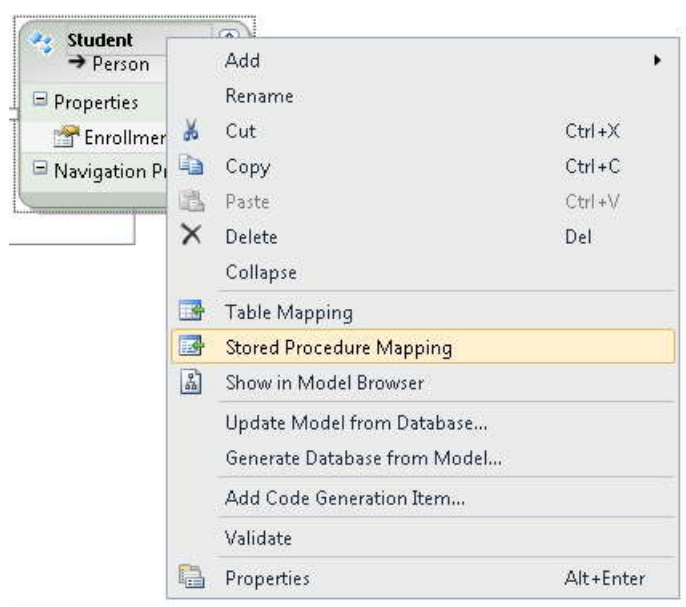 Student
→ Person
Properties
Enrollmer
Navigation P
Add
Rename
Cut Ctrl+X
Copy Ctrl+C
Paste Ctrl+V
Delete Del
Collapse
Table Mapping
Stored Procedure Mapping
Show in Model Browser
Update Model from Database...
Generate Database from Model...
Add Code Generation Item...
Validate
Properties Alt+Enter